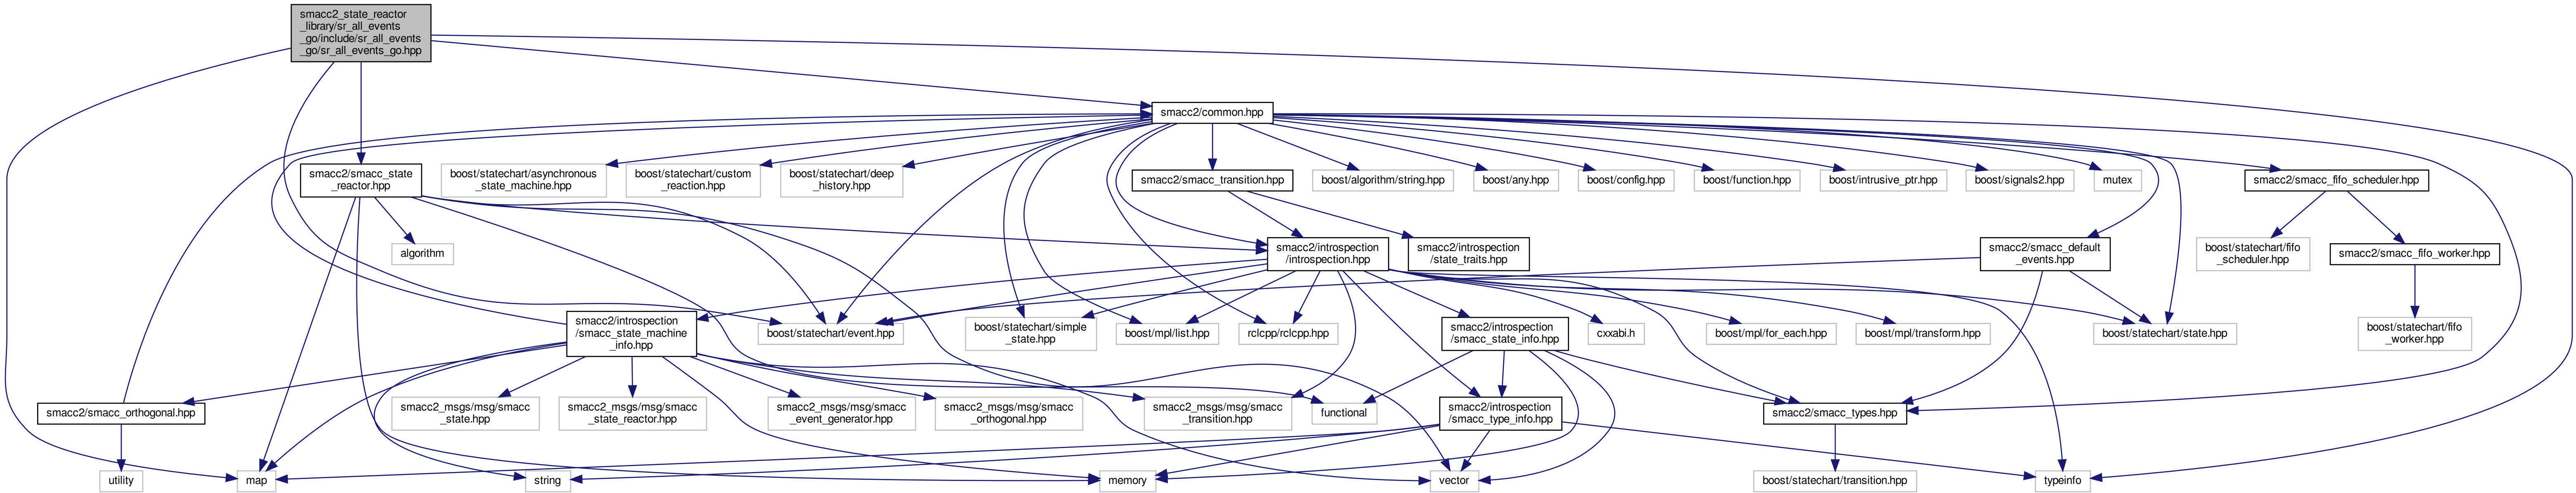 smacc2_state_reactor
_library/sr_all_events
_go/include/sr_all_events
_go/sr_all_events_go.hpp
smacc2/common.hpp
smacc2/smacc_state
_reactor.hpp
boost/statechart/asynchronous
_state_machine.hpp
boost/statechart/custom
_reaction.hpp
boost/statechart/deep
_history.hpp
smacc2/smacc_transition.hpp
boost/algorithm/string.hpp
boost/any.hpp
boost/config.hpp
boost/function.hpp
boost/intrusive_ptr.hpp
boost/signals2.hpp
mutex
smacc2/smacc_fifo_scheduler.hpp
algorithm
smacc2/introspection
/introspection.hpp
smacc2/introspection
/state_traits.hpp
smacc2/smacc_default
_events.hpp
boost/statechart/fifo
_scheduler.hpp
smacc2/smacc_fifo_worker.hpp
smacc2/introspection
/smacc_state_machine
_info.hpp
boost/statechart/event.hpp
boost/statechart/simple
_state.hpp
boost/mpl/list.hpp
rclcpp/rclcpp.hpp
smacc2/introspection
/smacc_state_info.hpp
cxxabi.h
boost/mpl/for_each.hpp
boost/mpl/transform.hpp
boost/statechart/state.hpp
boost/statechart/fifo
_worker.hpp
smacc2/smacc_orthogonal.hpp
smacc2_msgs/msg/smacc
_state.hpp
smacc2_msgs/msg/smacc
_state_reactor.hpp
smacc2_msgs/msg/smacc
_event_generator.hpp
smacc2_msgs/msg/smacc
_orthogonal.hpp
smacc2_msgs/msg/smacc
_transition.hpp
functional
smacc2/introspection
/smacc_type_info.hpp
smacc2/smacc_types.hpp
utility
map
string
memory
vector
boost/statechart/transition.hpp
typeinfo